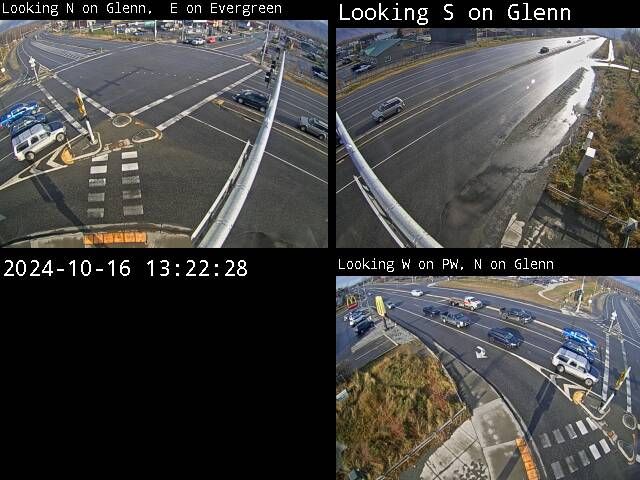 Looking N on Glenn, E on Evergreen
Looking S on Glenn
2024-10-16 13:22:28
Looking W on PW, N on Glenn